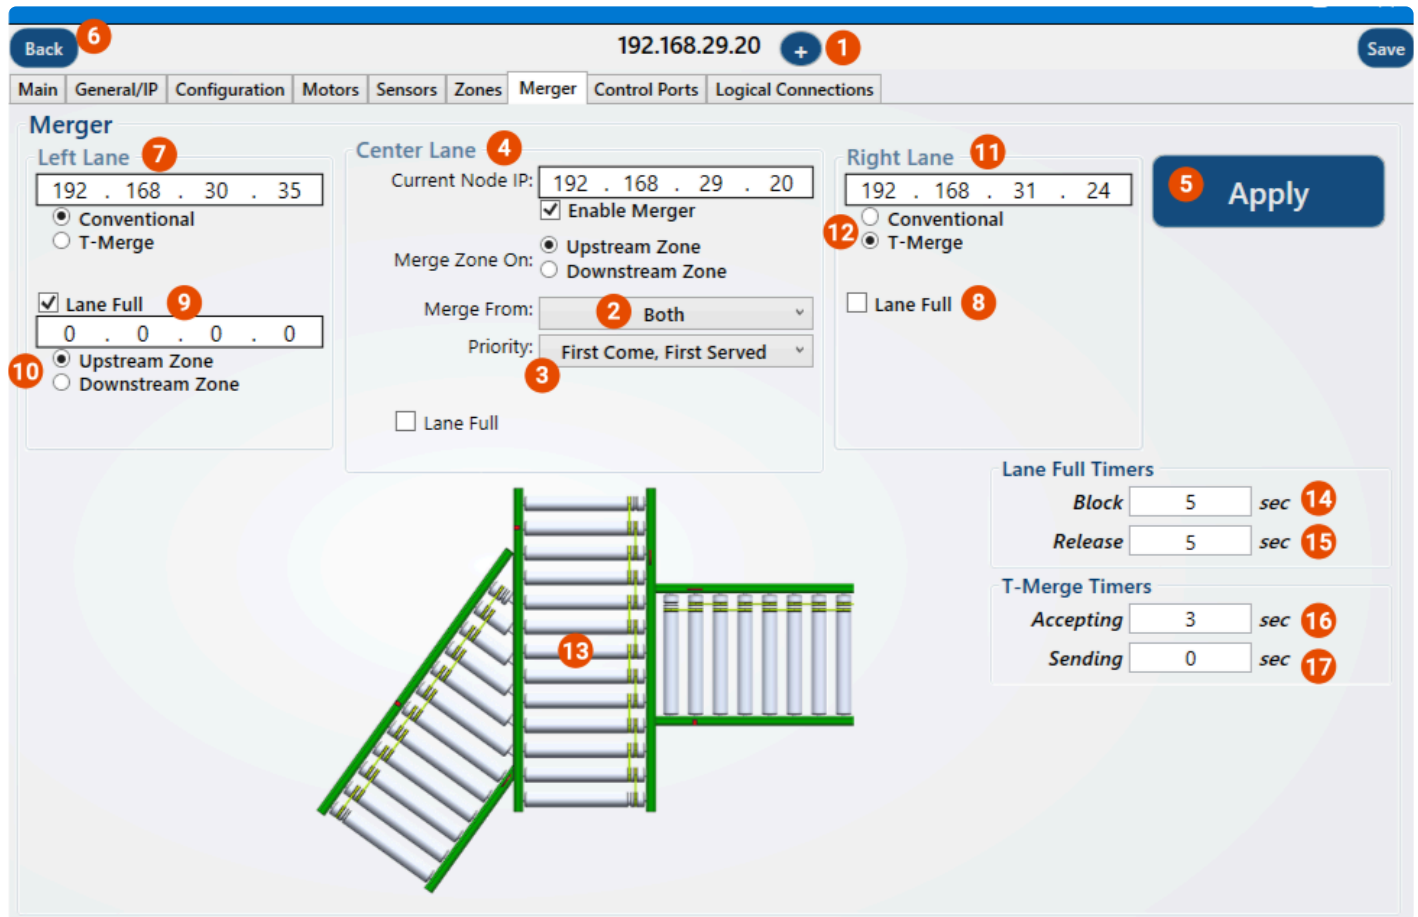 Back 6 192.168.29.20 + 1 Save
Main General/IP Configuration Motors Sensors Zones Merger Control Ports Logical Connections
Merger
Left Lane 7
192 . 168 . 30 . 35
Conventional
T-Merge
Lane Full 9
0 . 0 . 0 . 0
10 Upstream Zone
Downstream Zone
Center Lane 4
Current Node IP: 192 . 168 . 29 . 20
Enable Merger
Merge Zone On: Upstream Zone
Downstream Zone
Merge From: 2 Both
Priority: First Come, First Served
3
Lane Full
Right Lane 11
192 . 168 . 31 . 24
Conventional
12 T-Merge
Lane Full 8
5 Apply
Lane Full Timers
Block 5 sec 14
Release 5 sec 15
T-Merge Timers
Accepting 3 sec 16
Sending 0 sec 17
13